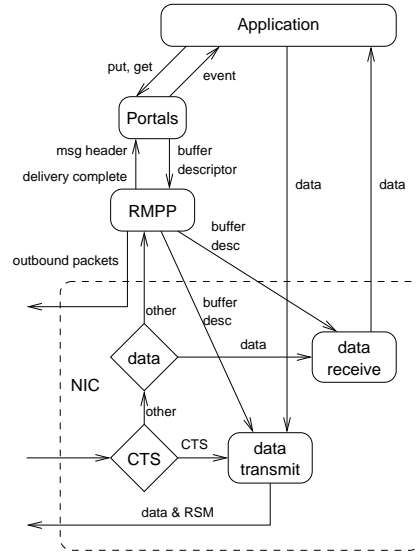 Application
put, get
event
Portals
msg header
buffer
delivery complete
descriptor
data
data
RMPP
buffer
desc
outbound packets
buffer
desc
other
data
data
data
receive
NIC
other
CTS
CTS
data
transmit
data & RSM